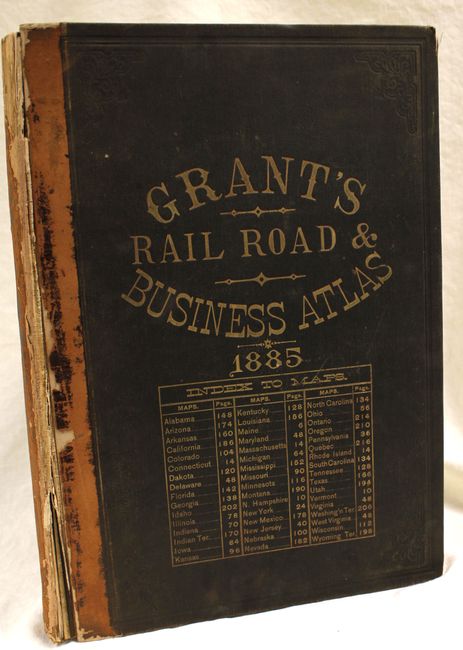 GRANT'S
RAIL ROAD &
BUSINESS ATLAS
1885
INDEX TO MAPS.
MAPS. Page. MAPS. Page. MAPS. Page.
Alabama 148
Arizona 174
Arkansas 160
California 186
Colorado 104
Connecticut 14
Dakota 120
Delaware 48
Florida 142
Georgia 138
Idaho 202
Illinois 78
Indiana 70
Indian Ter. 170
Iowa
Kansas 96
Kentucky 128
Louisiana 156
Maine 6
Maryland 48
Massachusetts 14
Michigan 64
Mississippi 152
Missouri 90
Minnesota 116
Montana 190
N. Hampshire 10
New York 24
New Mexico 178
New Jersey 40
Nebraska 100
Nevada 182
North Carolina 134
Ohio 56
Ontario 214
Oregon 210
Pennsylvania 36
Quebec 216
Rhode Island 14
South Carolina 134
Tennessee 128
Texas 166
Utah
Vermont 10
Virginia
Washing'n Ter. 206
West Virginia 48
Wisconsin 112
Wyoming Ter. 198